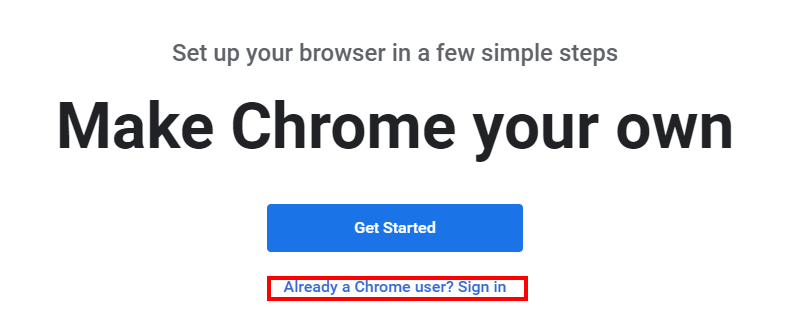 Set up your browser in a few simple steps
Make Chrome your own
Get Started
Already a Chrome user? Sign in